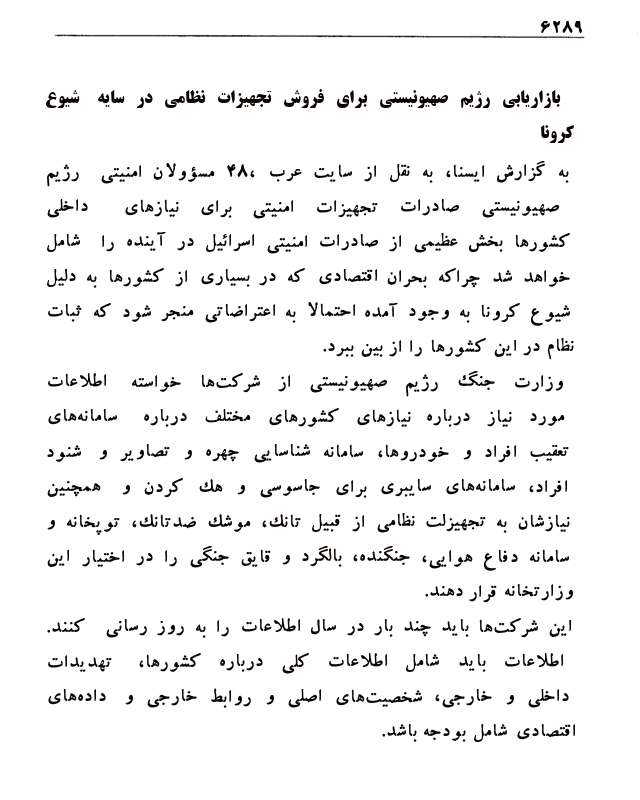 ۶۲۸۹
بازاریابی رژیم صهیونیستی برای فروش تجهیزات نظامی در سایه شیوع
کرونا
به گزارش ایسنا، به نقل از سایت عرب ،۴۸ مسؤولان امنیتی رژیم
صهیونیستی صادرات تجهیزات امنیتی برای نیازهای داخلی
کشورها بخش عظیمی از صادرات امنیتی اسرائیل در آینده را شامل
خواهد شد چراکه بحران اقتصادی که در بسیاری از کشورها به دلیل
شیوع کرونا به وجود آمده احتمالا به اعتراضاتی منجر شود که ثبات
نظام در این کشورها را از بین ببرد.
وزارت جنگ رژیم صهیونیستی از شرکت‌ها خواسته اطلاعات
مورد نیاز درباره نیازهای کشورهای مختلف درباره سامانه‌های
تعقیب افراد و خودروها، سامانه شناسایی چهره و تصاویر و شنود
افراد، سامانه‌های سایبری برای جاسوسی و هك کردن و همچنین
نیازشان به تجهیزلت نظامی از قبیل تانك، موشك ضدتانك، توپخانه و
سامانه دفاع هوایی، جنگنده، بالگرد و قایق جنگی را در اختیار این
وزارتخانه قرار دهند.
این شرکت‌ها باید چند بار در سال اطلاعات را به روز رسانی کنند.
اطلاعات باید شامل اطلاعات کلی درباره کشورها، تهدیدات
داخلی و خارجی، شخصیت‌های اصلی و روابط خارجی و داده‌های
اقتصادی شامل بودجه باشد.